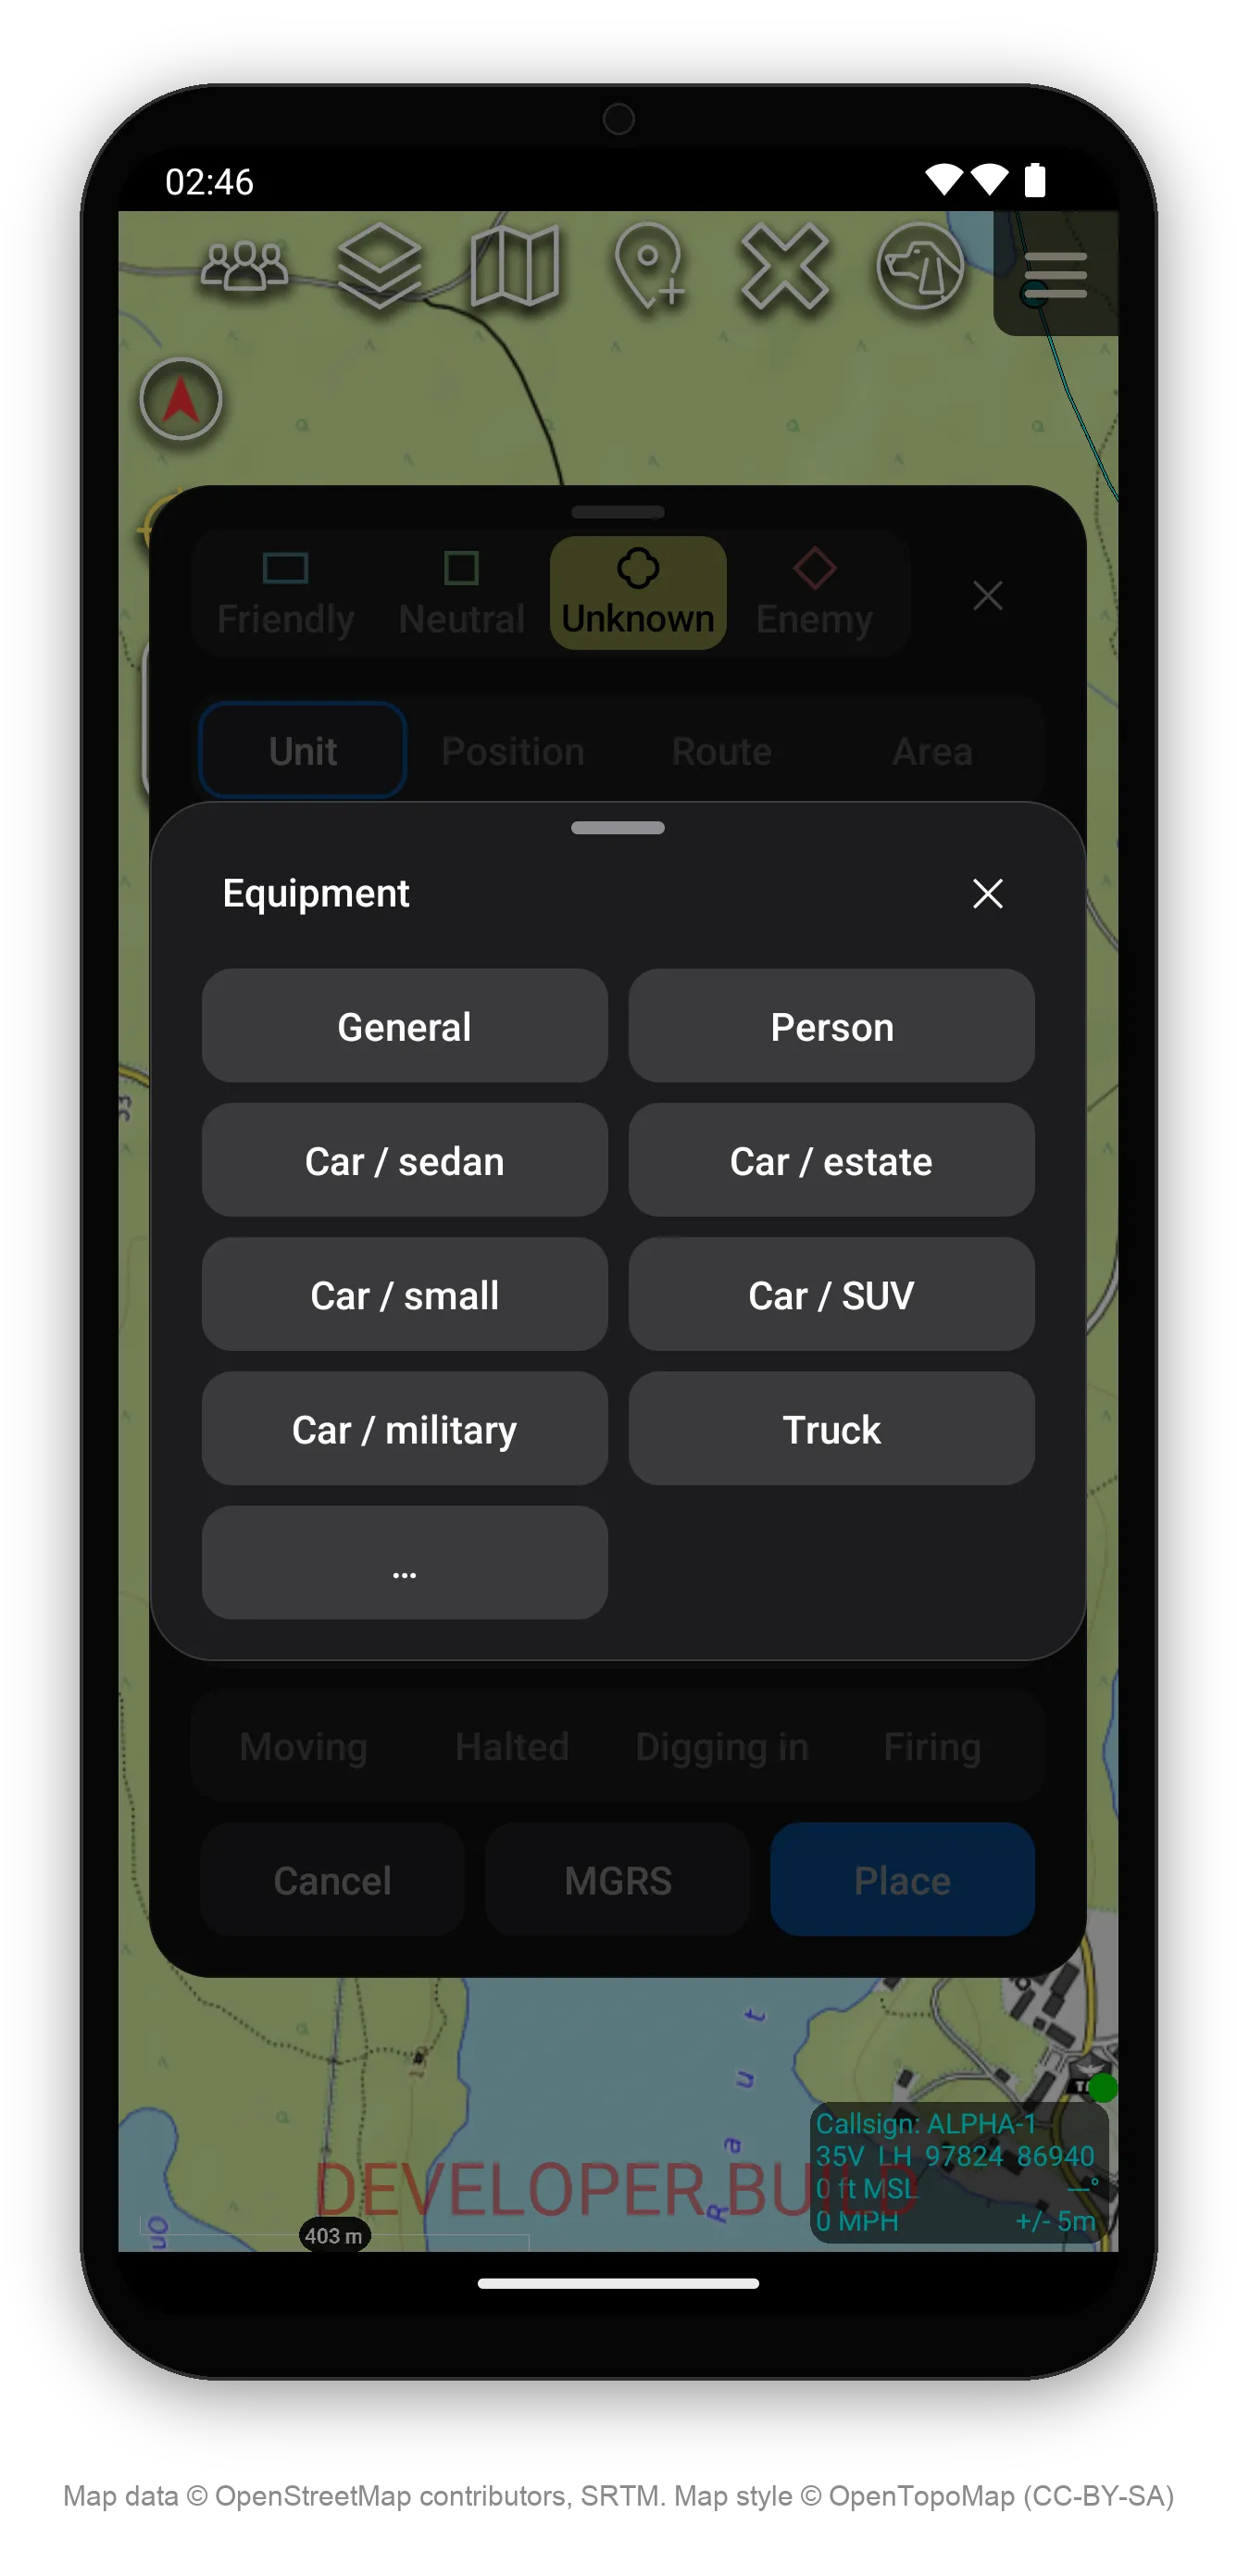 02:46
Friendly Neutral Unknown Enemy
Unit Position Route Area
Equipment
General Person
Car / sedan Car / estate
33
Car / small Car / SUV
Car / military Truck
...
Moving Halted Digging in Firing
Cancel MGRS Place
R a u t
Callsign: ALPHA-1
35V LH 97824 86940
0 ft MSL —°
0 MPH +/- 5m
DEVELOPER BUILD
403 m
Map data © OpenStreetMap contributors, SRTM. Map style © OpenTopoMap (CC-BY-SA)